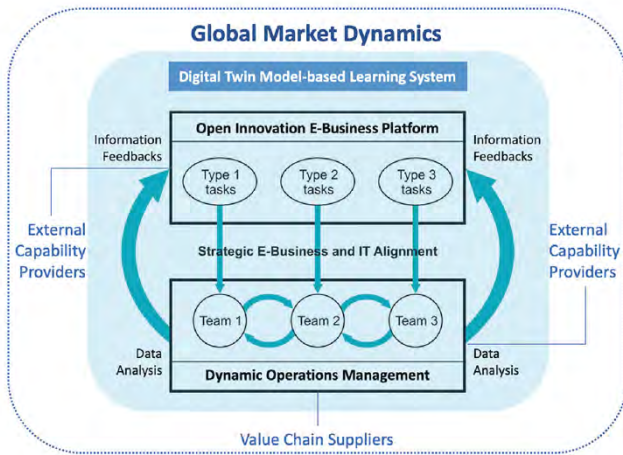 Global Market Dynamics
Digital Twin Model-based Learning System
Open Innovation E-Business Platform
Information
Feedbacks
Information
Feedbacks
Type 1
tasks
Type 2
tasks
Type 3
tasks
External
Capability
Providers
External
Capability
Providers
Strategic E-Business and IT Alignment
Team 1
Team 2
Team 3
Data
Analysis
Data
Analysis
Dynamic Operations Management
Value Chain Suppliers